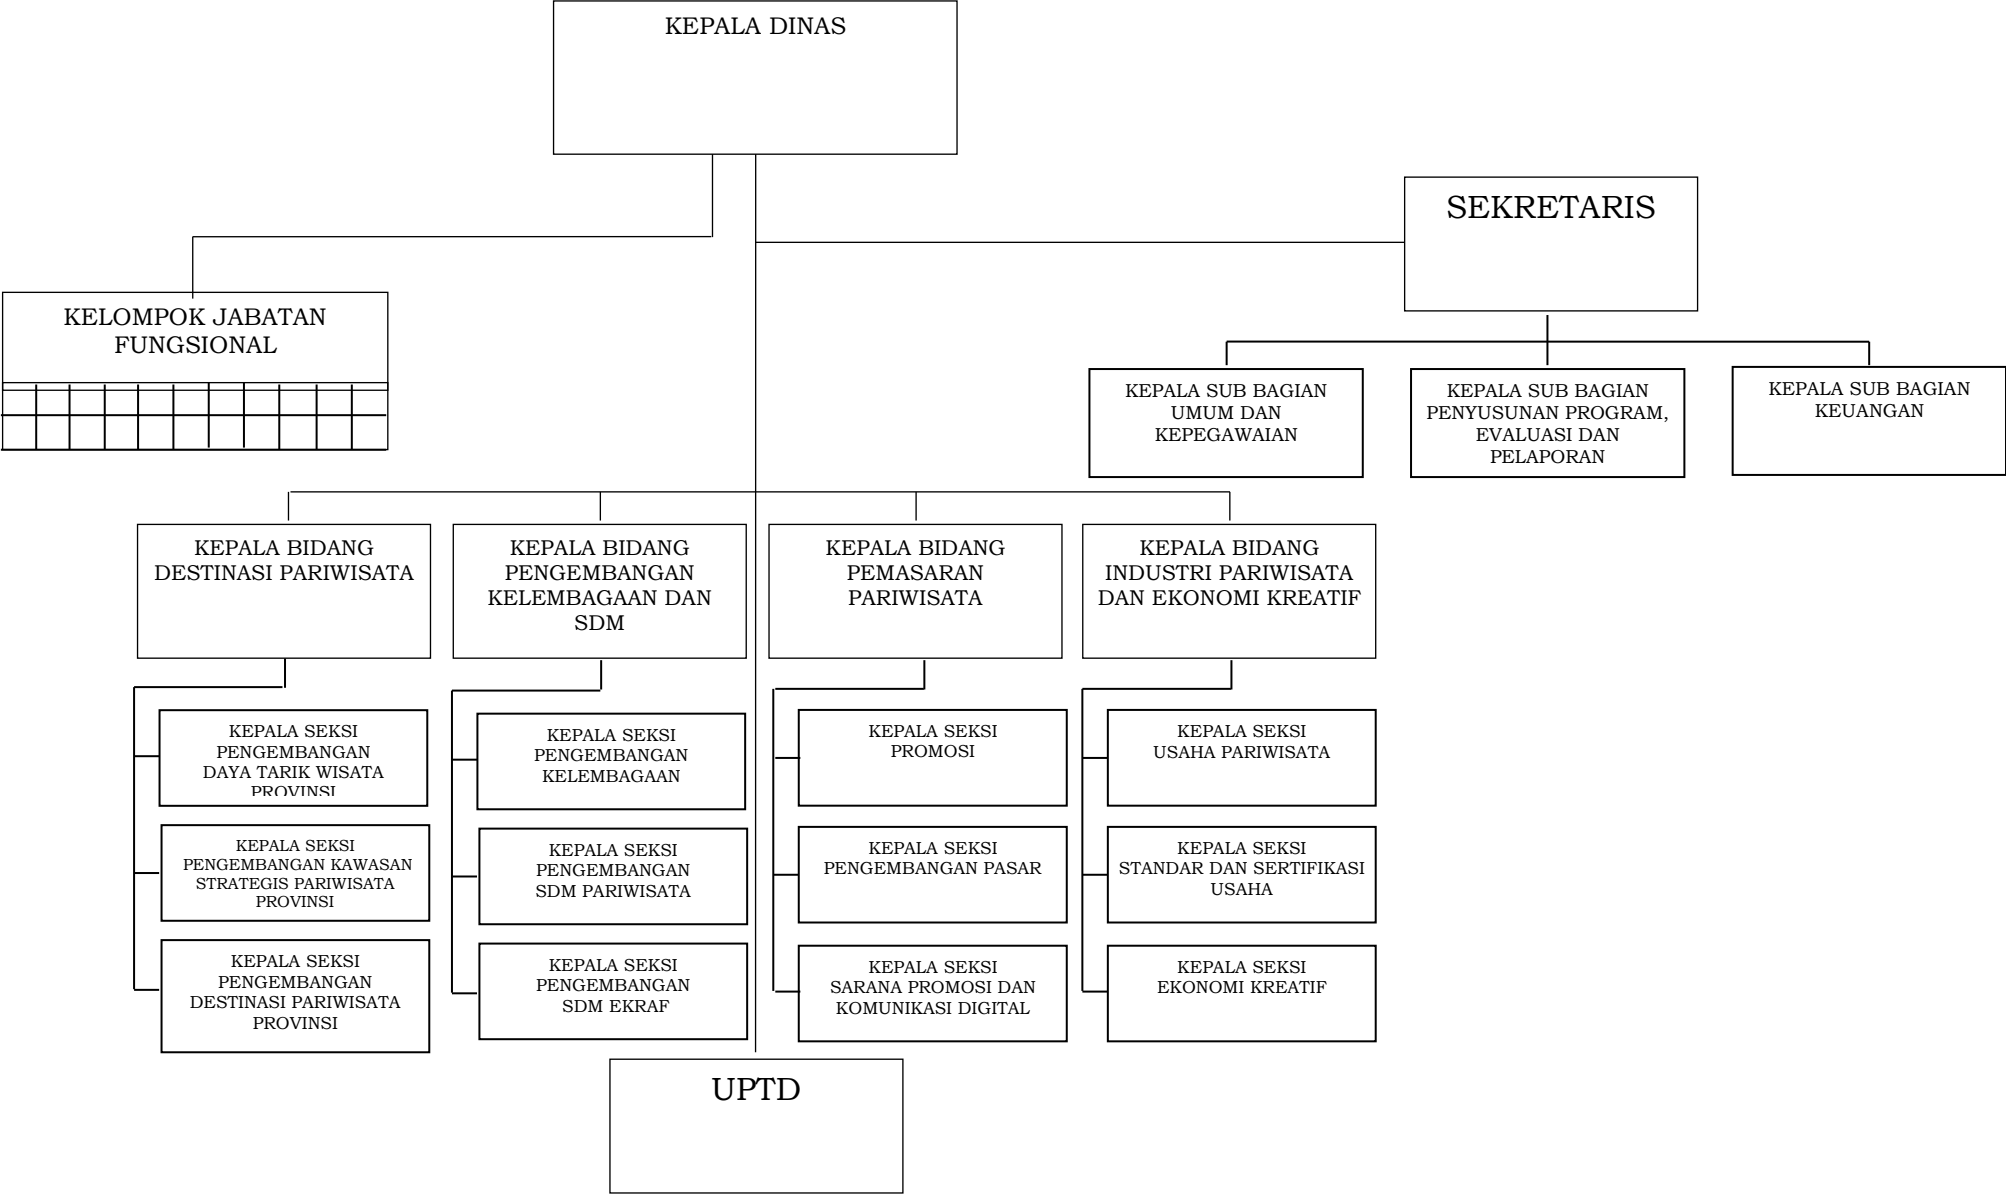 KEPALA DINAS
SEKRETARIS
KELOMPOK JABATAN
FUNGSIONAL
KEPALA SUB BAGIAN
UMUM DAN
KEPEGAWAIAN
KEPALA SUB BAGIAN
PENYUSUNAN PROGRAM,
EVALUASI DAN
PELAPORAN
KEPALA SUB BAGIAN
KEUANGAN
KEPALA BIDANG
DESTINASI PARIWISATA
KEPALA BIDANG
PENGEMBANGAN
KELEMBAGAAN DAN
SDM
KEPALA BIDANG
PEMASARAN
PARIWISATA
KEPALA BIDANG
INDUSTRI PARIWISATA
DAN EKONOMI KREATIF
KEPALA SEKSI
PENGEMBANGAN
DAYA TARIK WISATA
PROVINSI
KEPALA SEKSI
PENGEMBANGAN
KELEMBAGAAN
KEPALA SEKSI
PROMOSI
KEPALA SEKSI
USAHA PARIWISATA
KEPALA SEKSI
PENGEMBANGAN KAWASAN
STRATEGIS PARIWISATA
PROVINSI
KEPALA SEKSI
PENGEMBANGAN
SDM PARIWISATA
KEPALA SEKSI
PENGEMBANGAN PASAR
KEPALA SEKSI
STANDAR DAN SERTIFIKASI
USAHA
KEPALA SEKSI
PENGEMBANGAN
DESTINASI PARIWISATA
PROVINSI
KEPALA SEKSI
PENGEMBANGAN
SDM EKRAF
KEPALA SEKSI
SARANA PROMOSI DAN
KOMUNIKASI DIGITAL
KEPALA SEKSI
EKONOMI KREATIF
UPTD